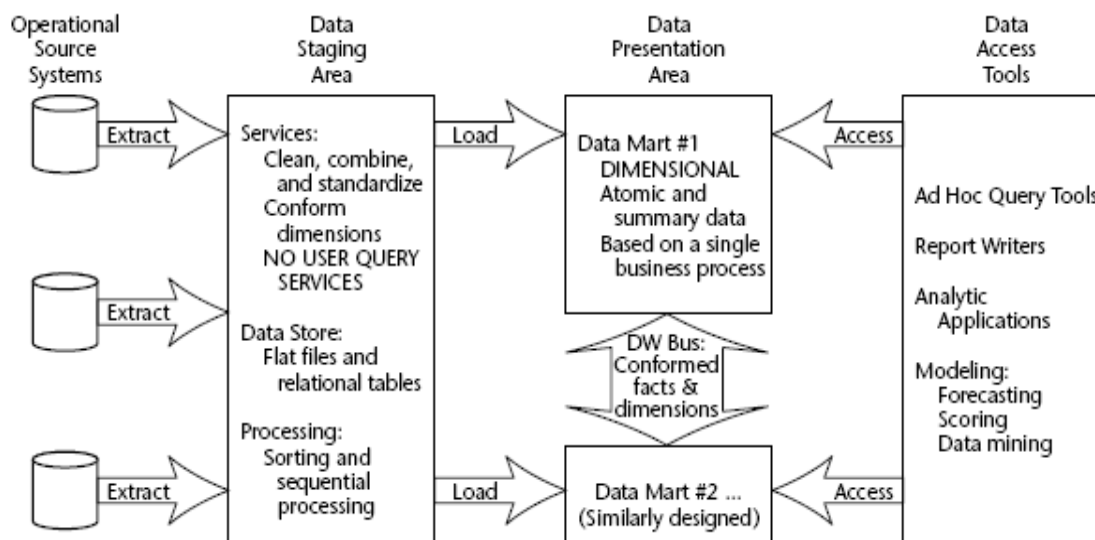 Operational
Source
Systems
Data
Staging
Area
Data
Presentation
Area
Data
Access
Tools
Extract
Extract
Extract
Services:
Clean, combine,
and standardize
Conform
dimensions
NO USER QUERY
SERVICES
Data Store:
Flat files and
relational tables
Processing:
Sorting and
sequential
processing
Load
Load
Data Mart #1
DIMENSIONAL
Atomic and
summary data
Based on a single
business process
DW Bus:
Conformed
facts &
dimensions
Data Mart #2 ...
(Similarly designed)
Access
Access
Ad Hoc Query Tools
Report Writers
Analytic
Applications
Modeling:
Forecasting
Scoring
Data mining